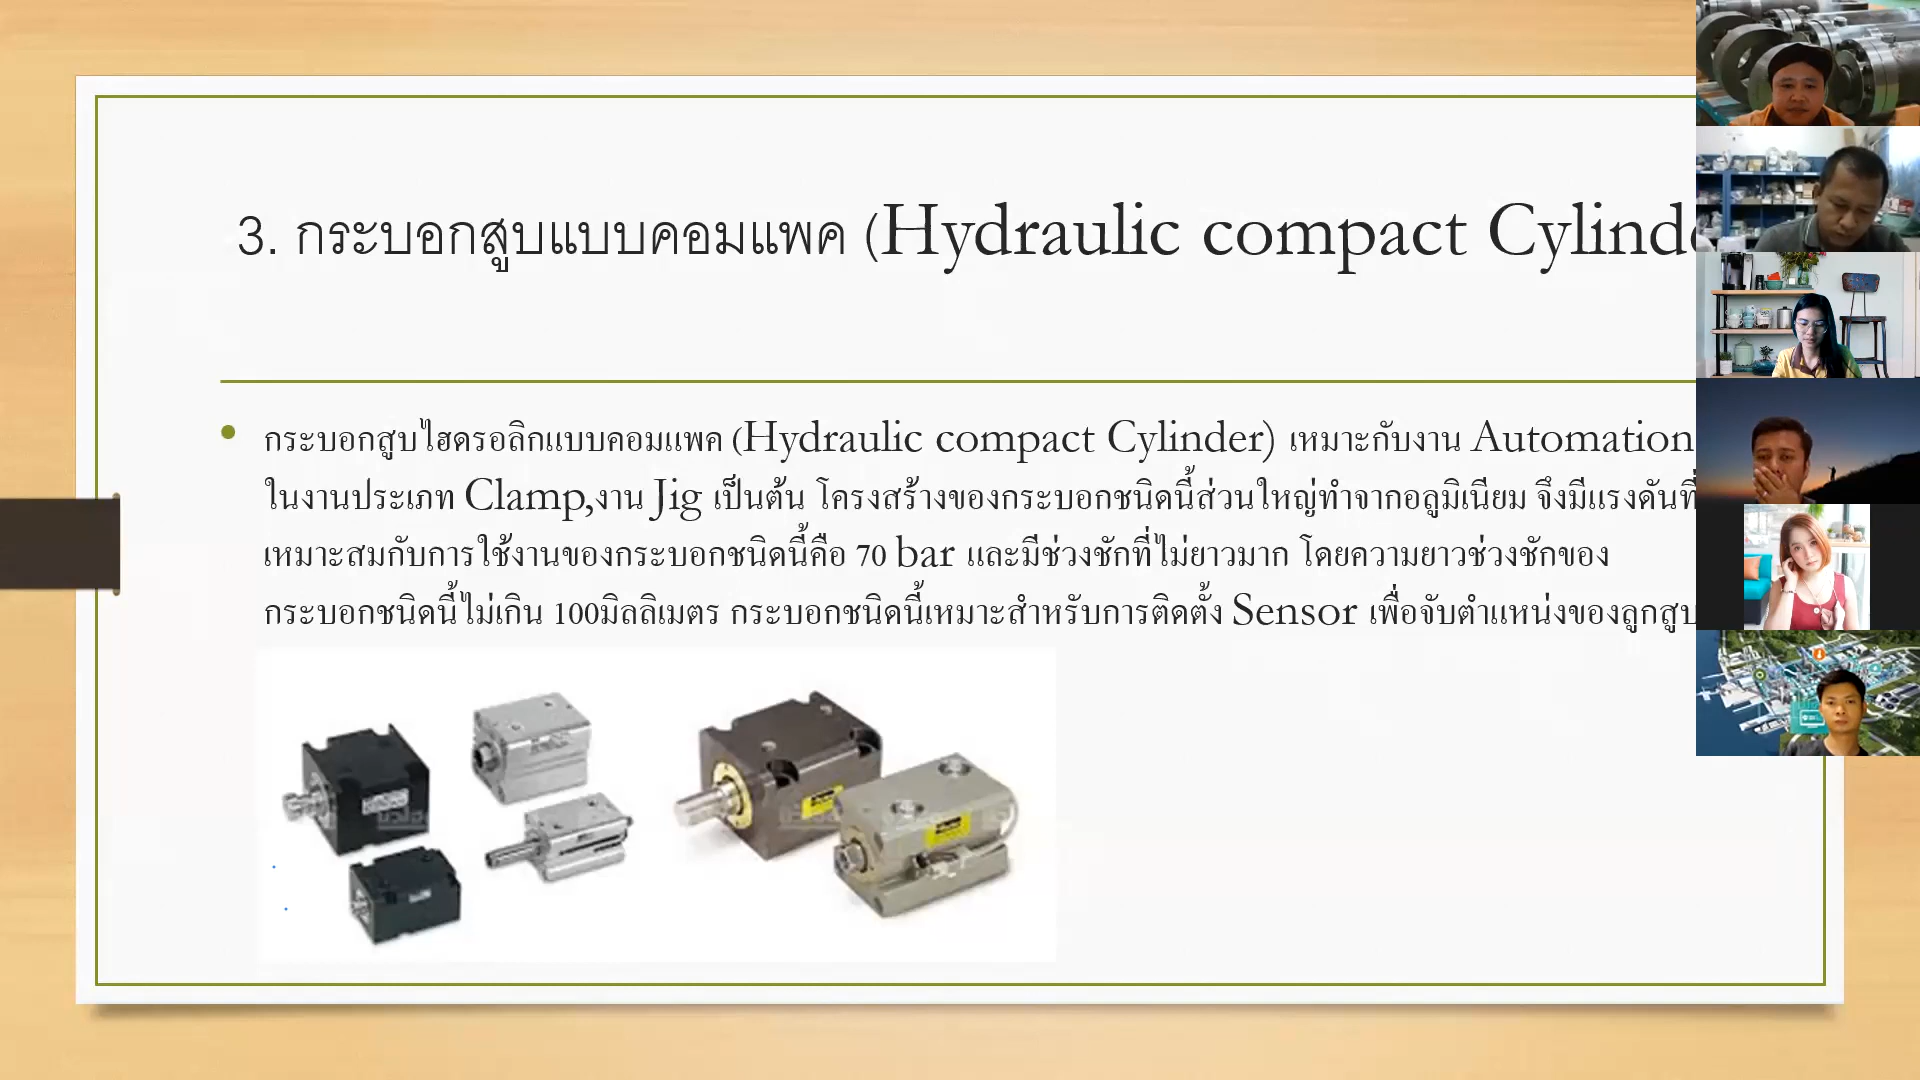 3. กระบอกสูบแบบคอมแพค (Hydraulic compact
กระบอกสูบไฮดรอลิกแบบคอมแพค (Hydraulic compact Cylinder) เหมาะกับงาน Automation
ในงานประเภท Clamp,งาน Jig เป็นต้น โครงสร้างของกระบอกชนิดนี้ส่วนใหญ่ทำจากอลูมิเนียม จึงมีแรงดันที่
เหมาะสมกับการใช้งานของกระบอกชนิดนี้คือ 70 bar และมีช่วงชักที่ไม่ยาวมาก โดยความยาวช่วงชักของ
กระบอกชนิดนี้ไม่เกิน 100มิลลิเมตร กระบอกชนิดนี้เหมาะสำหรับการติดตั้ง Sensor เพื่อจับตำแหน่งของลูกสูบ